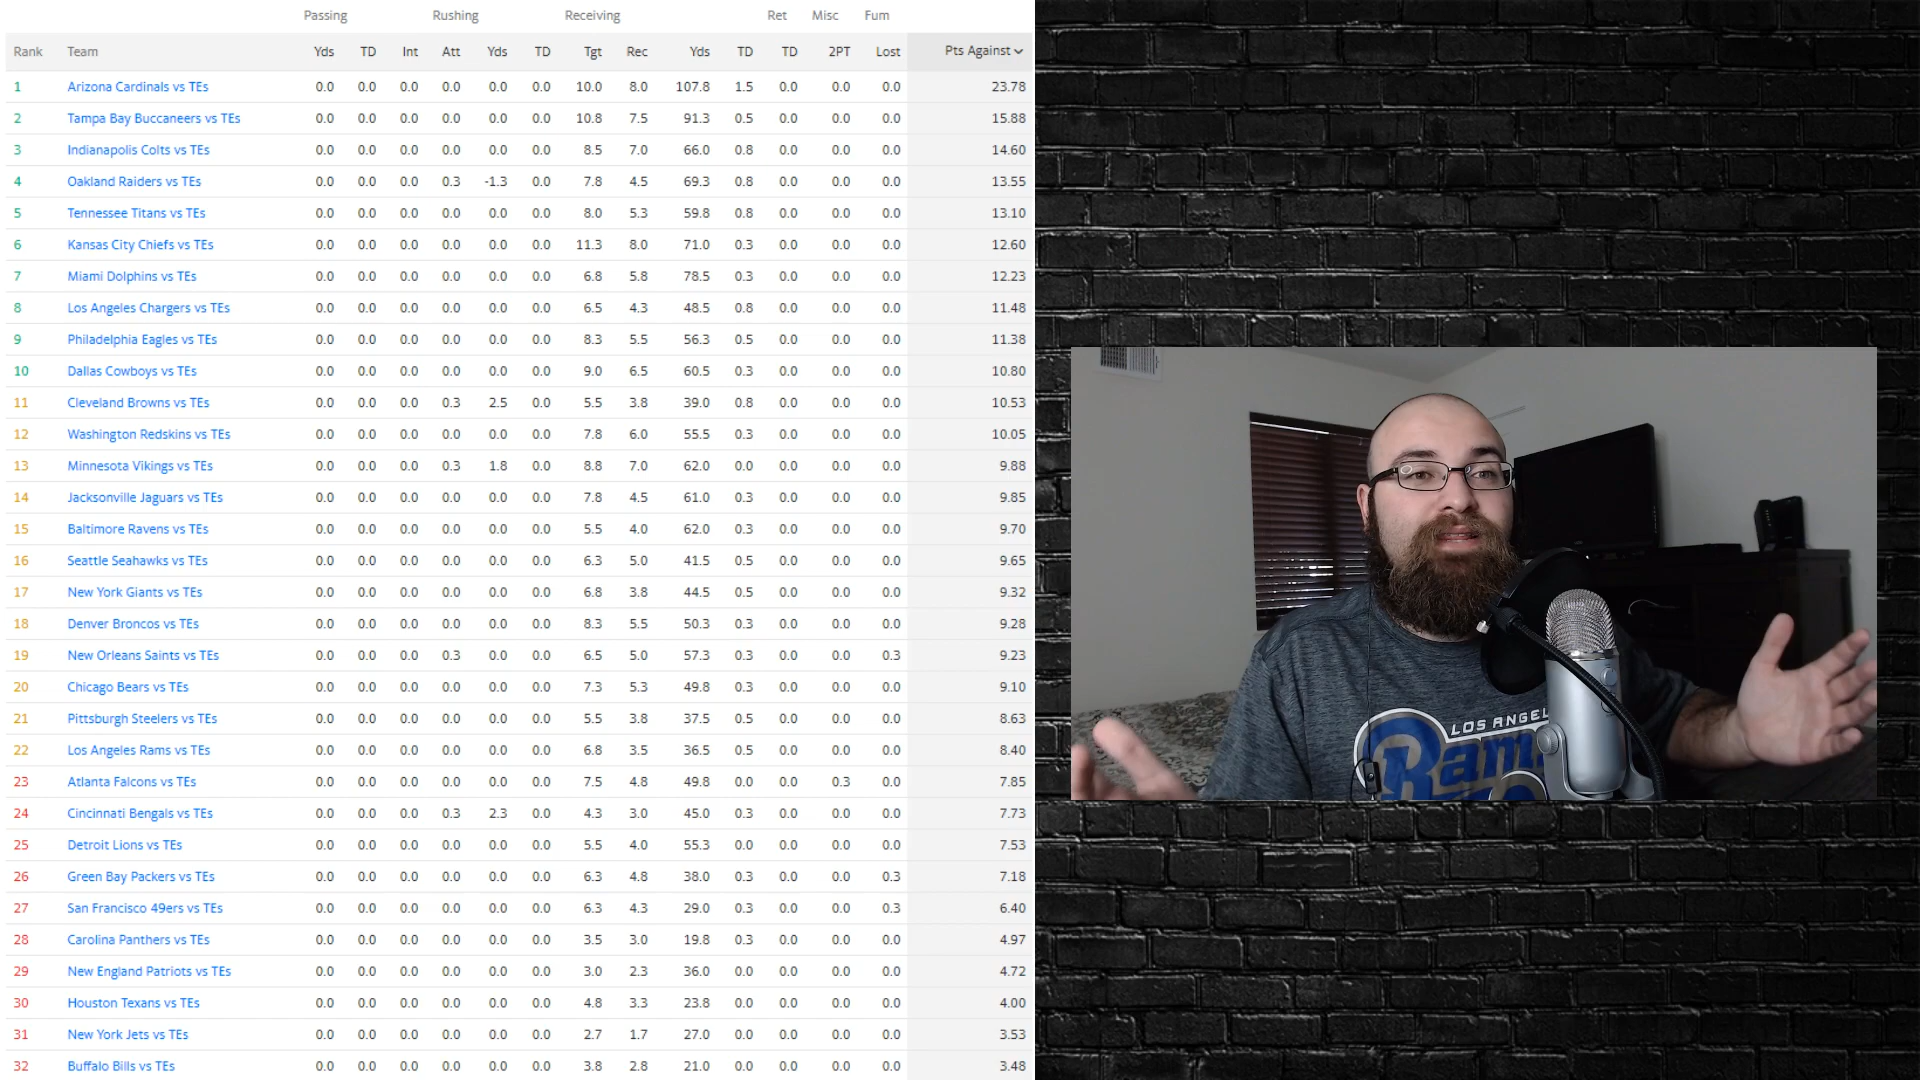 Passing Rushing Receiving Ret Misc Fum
Rank Team Yds TD Int Att Yds TD Tgt Rec Yds TD TD 2PT Lost Pts Against
1 Arizona Cardinals vs TEs 0.0 0.0 0.0 0.0 0.0 0.0 10.0 8.0 107.8 1.5 0.0 0.0 0.0 23.78
2 Tampa Bay Buccaneers vs TEs 0.0 0.0 0.0 0.0 0.0 0.0 10.8 7.5 91.3 0.5 0.0 0.0 0.0 15.88
3 Indianapolis Colts vs TEs 0.0 0.0 0.0 0.0 0.0 0.0 8.5 7.0 66.0 0.8 0.0 0.0 0.0 14.60
4 Oakland Raiders vs TEs 0.0 0.0 0.0 0.3 -1.3 0.0 7.8 4.5 69.3 0.8 0.0 0.0 0.0 13.55
5 Tennessee Titans vs TEs 0.0 0.0 0.0 0.0 0.0 0.0 8.0 5.3 59.8 0.8 0.0 0.0 0.0 13.10
6 Kansas City Chiefs vs TEs 0.0 0.0 0.0 0.0 0.0 0.0 11.3 8.0 71.0 0.3 0.0 0.0 0.0 12.60
7 Miami Dolphins vs TEs 0.0 0.0 0.0 0.0 0.0 0.0 6.8 5.8 78.5 0.3 0.0 0.0 0.0 12.23
8 Los Angeles Chargers vs TEs 0.0 0.0 0.0 0.0 0.0 0.0 6.5 4.3 48.5 0.8 0.0 0.0 0.0 11.48
9 Philadelphia Eagles vs TEs 0.0 0.0 0.0 0.0 0.0 0.0 8.3 5.5 56.3 0.5 0.0 0.0 0.0 11.38
10 Dallas Cowboys vs TEs 0.0 0.0 0.0 0.0 0.0 0.0 9.0 6.5 60.5 0.3 0.0 0.0 0.0 10.80
11 Cleveland Browns vs TEs 0.0 0.0 0.0 0.3 2.5 0.0 5.5 3.8 39.0 0.8 0.0 0.0 0.0 10.53
12 Washington Redskins vs TEs 0.0 0.0 0.0 0.0 0.0 0.0 7.8 6.0 55.5 0.3 0.0 0.0 0.0 10.05
13 Minnesota Vikings vs TEs 0.0 0.0 0.0 0.3 1.8 0.0 8.8 7.0 62.0 0.0 0.0 0.0 0.0 9.88
14 Jacksonville Jaguars vs TEs 0.0 0.0 0.0 0.0 0.0 0.0 7.8 4.5 61.0 0.3 0.0 0.0 0.0 9.85
15 Baltimore Ravens vs TEs 0.0 0.0 0.0 0.0 0.0 0.0 5.5 4.0 62.0 0.3 0.0 0.0 0.0 9.70
16 Seattle Seahawks vs TEs 0.0 0.0 0.0 0.0 0.0 0.0 6.3 5.0 41.5 0.5 0.0 0.0 0.0 9.65
17 New York Giants vs TEs 0.0 0.0 0.0 0.0 0.0 0.0 6.8 3.8 44.5 0.5 0.0 0.0 0.0 9.32
18 Denver Broncos vs TEs 0.0 0.0 0.0 0.0 0.0 0.0 8.3 5.5 50.3 0.3 0.0 0.0 0.0 9.28
19 New Orleans Saints vs TEs 0.0 0.0 0.0 0.3 0.0 0.0 6.5 5.0 57.3 0.3 0.0 0.0 0.3 9.23
20 Chicago Bears vs TEs 0.0 0.0 0.0 0.0 0.0 0.0 7.3 5.3 49.8 0.3 0.0 0.0 0.0 9.10
21 Pittsburgh Steelers vs TEs 0.0 0.0 0.0 0.0 0.0 0.0 5.5 3.8 37.5 0.5 0.0 0.0 0.0 8.63
22 Los Angeles Rams vs TEs 0.0 0.0 0.0 0.0 0.0 0.0 6.8 3.5 36.5 0.5 0.0 0.0 0.0 8.40
23 Atlanta Falcons vs TEs 0.0 0.0 0.0 0.0 0.0 0.0 7.5 4.8 49.8 0.0 0.0 0.3 0.0 7.85
24 Cincinnati Bengals vs TEs 0.0 0.0 0.0 0.3 2.3 0.0 4.3 3.0 45.0 0.3 0.0 0.0 0.0 7.73
25 Detroit Lions vs TEs 0.0 0.0 0.0 0.0 0.0 0.0 5.5 4.0 55.3 0.0 0.0 0.0 0.0 7.53
26 Green Bay Packers vs TEs 0.0 0.0 0.0 0.0 0.0 0.0 6.3 4.8 38.0 0.3 0.0 0.0 0.3 7.18
27 San Francisco 49ers vs TEs 0.0 0.0 0.0 0.0 0.0 0.0 6.3 4.3 29.0 0.3 0.0 0.0 0.3 6.40
28 Carolina Panthers vs TEs 0.0 0.0 0.0 0.0 0.0 0.0 3.5 3.0 19.8 0.3 0.0 0.0 0.0 4.97
29 New England Patriots vs TEs 0.0 0.0 0.0 0.0 0.0 0.0 3.0 2.3 36.0 0.0 0.0 0.0 0.0 4.72
30 Houston Texans vs TEs 0.0 0.0 0.0 0.0 0.0 0.0 4.8 3.3 23.8 0.0 0.0 0.0 0.0 4.00
31 New York Jets vs TEs 0.0 0.0 0.0 0.0 0.0 0.0 2.7 1.7 27.0 0.0 0.0 0.0 0.0 3.53
32 Buffalo Bills vs TEs 0.0 0.0 0.0 0.0 0.0 0.0 3.8 2.8 21.0 0.0 0.0 0.0 0.0 3.48
LOS ANGEL
Ram